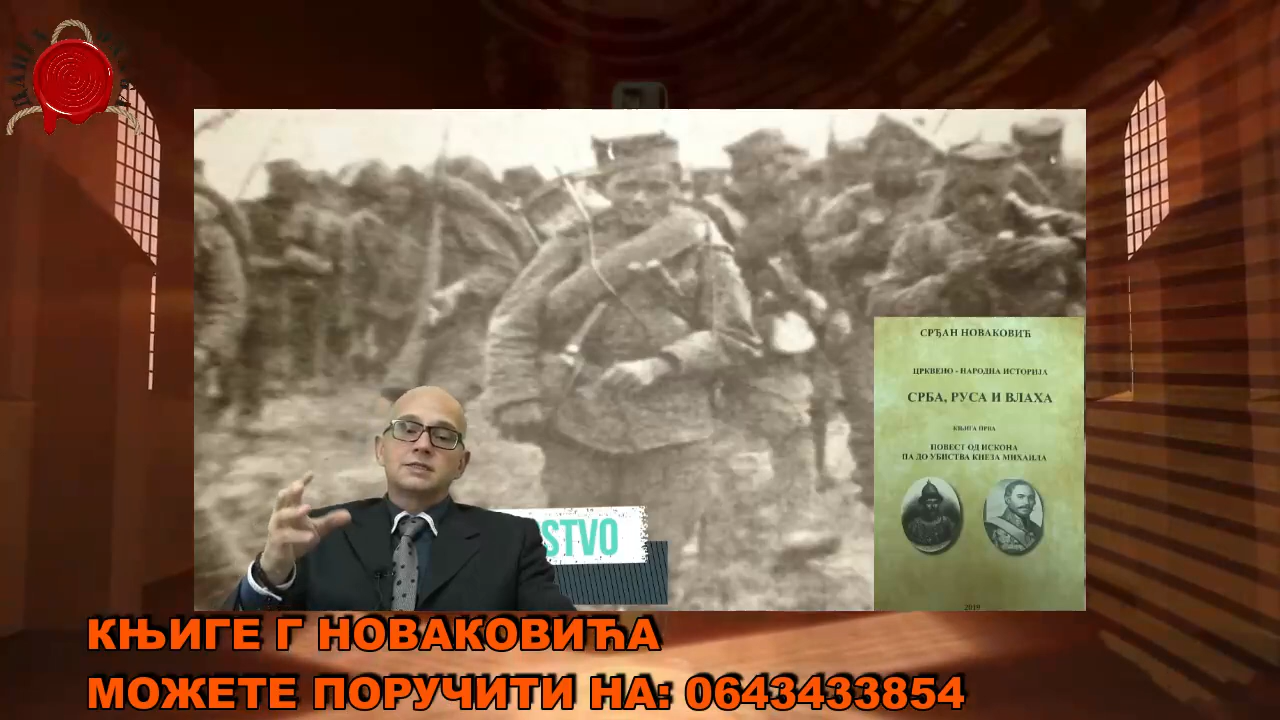 СРЂАН НОВАКОВИЋ
ЦРКВЕНО - НАРОДНА ИСТОРИЈА
СРБА, РУСА И ВЛАХА
КЊИГА ПРВА
ПОВЕСТ ОД ИСКОНА
ПА ДО УБИСТВА КНЕЗА МИХАИЛА
2019
STVO
КЊИГЕ Г НОВАКОВИЋА
МОЖЕТЕ ПОРУЧИТИ НА: 0643433854